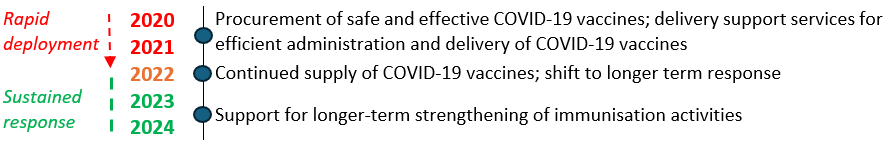 Rapid deployment
2020
2021
2022
2023
2024
Sustained response
Procurement of safe and effective COVID-19 vaccines; delivery support services for
efficient administration and delivery of COVID-19 vaccines
Continued supply of COVID-19 vaccines; shift to longer term response
Support for longer-term strengthening of immunisation activities